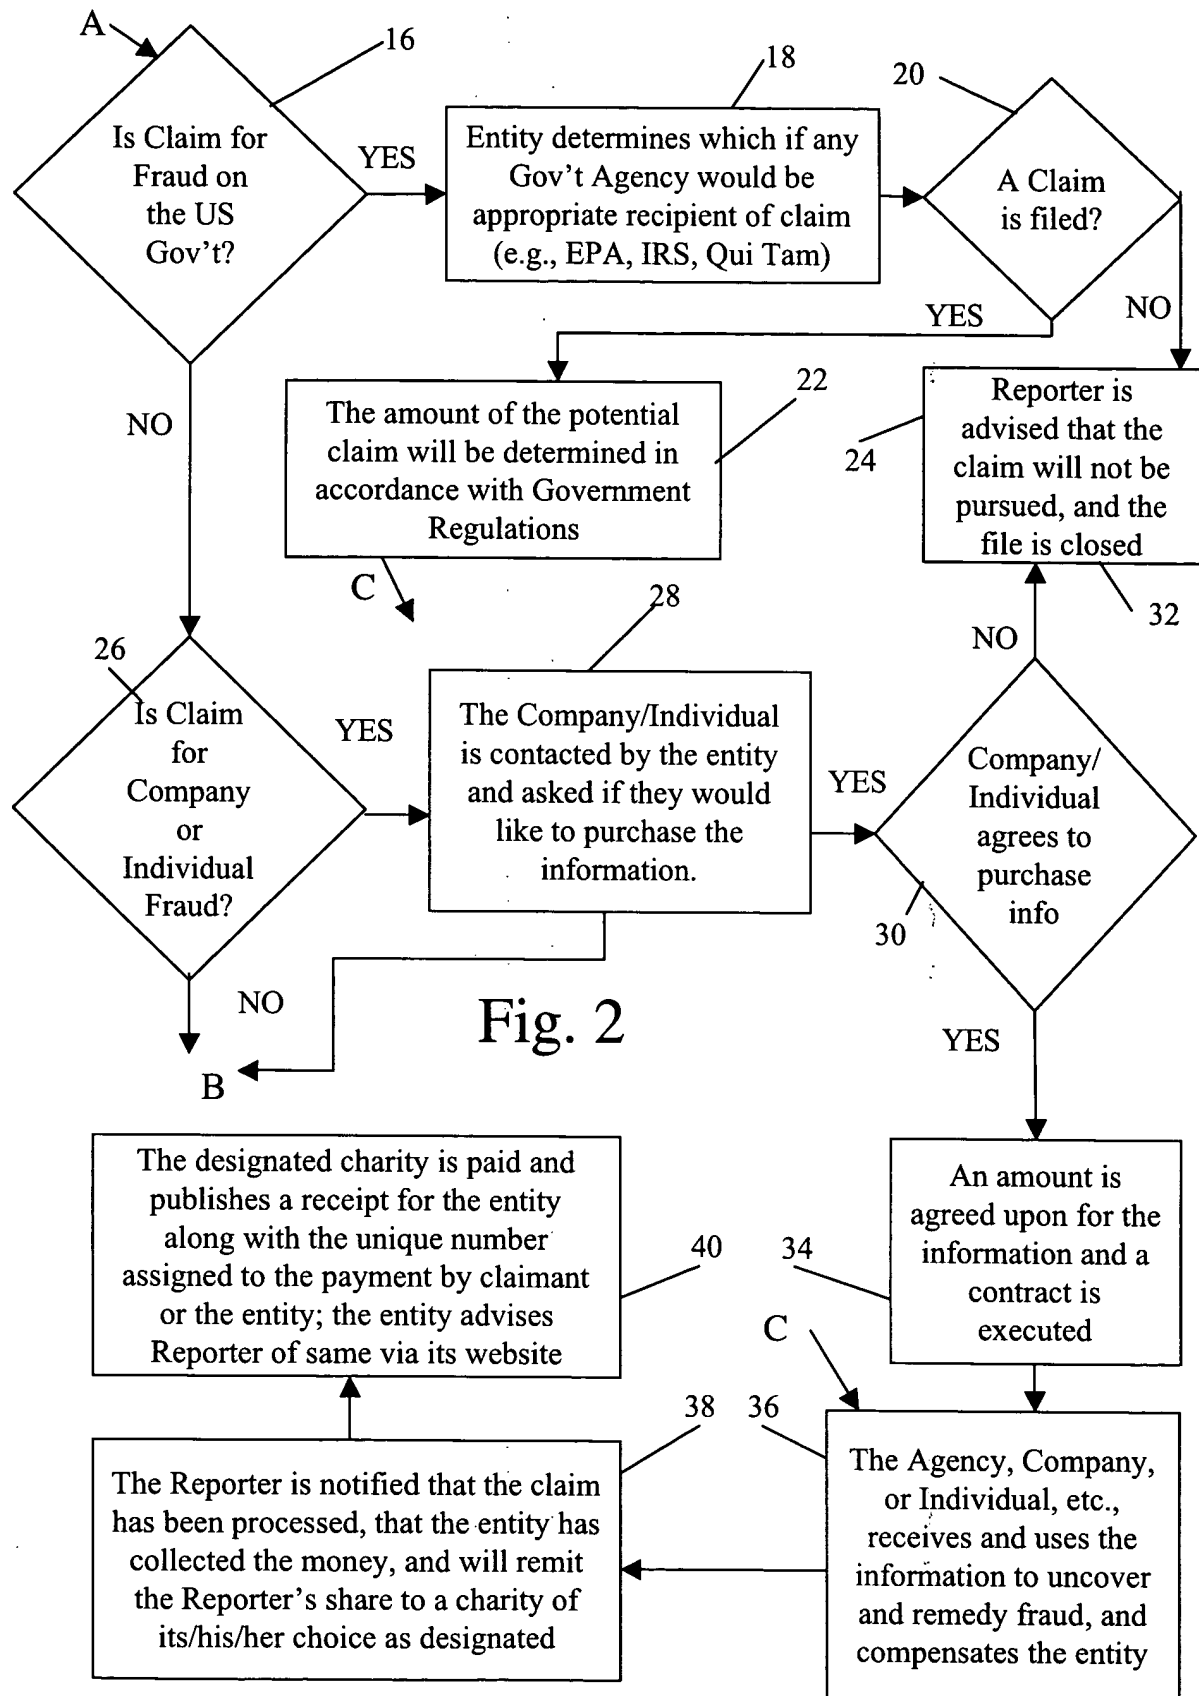 A
16
Is Claim for
Fraud on
the US
Gov't?
YES
18
Entity determines which if any
Gov't Agency would be
appropriate recipient of claim
(e.g., EPA, IRS, Qui Tam)
20
A Claim
is filed?
YES
NO
NO
The amount of the potential
claim will be determined in
accordance with Government
Regulations
22
C
24
Reporter is
advised that the
claim will not be
pursued, and the
file is closed
32
NO
26
Is Claim
for
Company
or
Individual
Fraud?
YES
28
The Company/Individual
is contacted by the entity
and asked if they would
like to purchase the
information.
YES
Company/
Individual
agrees to
purchase
info
30
NO
B
Fig. 2
YES
The designated charity is paid and
publishes a receipt for the entity
along with the unique number
assigned to the payment by claimant
or the entity; the entity advises
Reporter of same via its website
40
34
An amount is
agreed upon for the
information and a
contract is
executed
C
38
36
The Reporter is notified that the claim
has been processed, that the entity has
collected the money, and will remit
the Reporter's share to a charity of
its/his/her choice as designated
The Agency, Company,
or Individual, etc.,
receives and uses the
information to uncover
and remedy fraud, and
compensates the entity